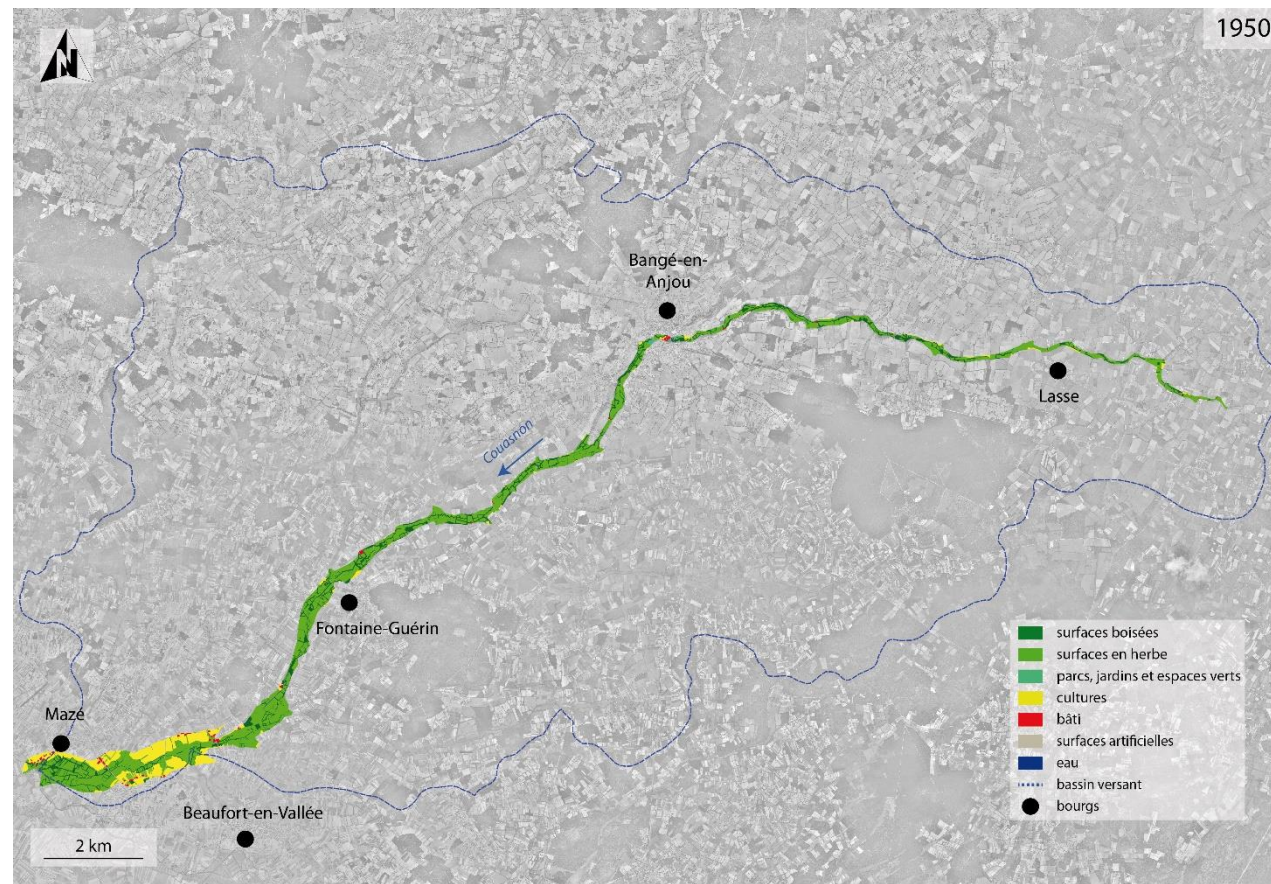 1950
N
Bangé-en-
Anjou
Lasse
Couasnon
Fontaine-Guérin
Mazé
Beaufort-en-Vallée
2 km
surfaces boisées
surfaces en herbe
parcs, jardins et espaces verts
cultures
bâti
surfaces artificielles
eau
bassin versant
bourgs